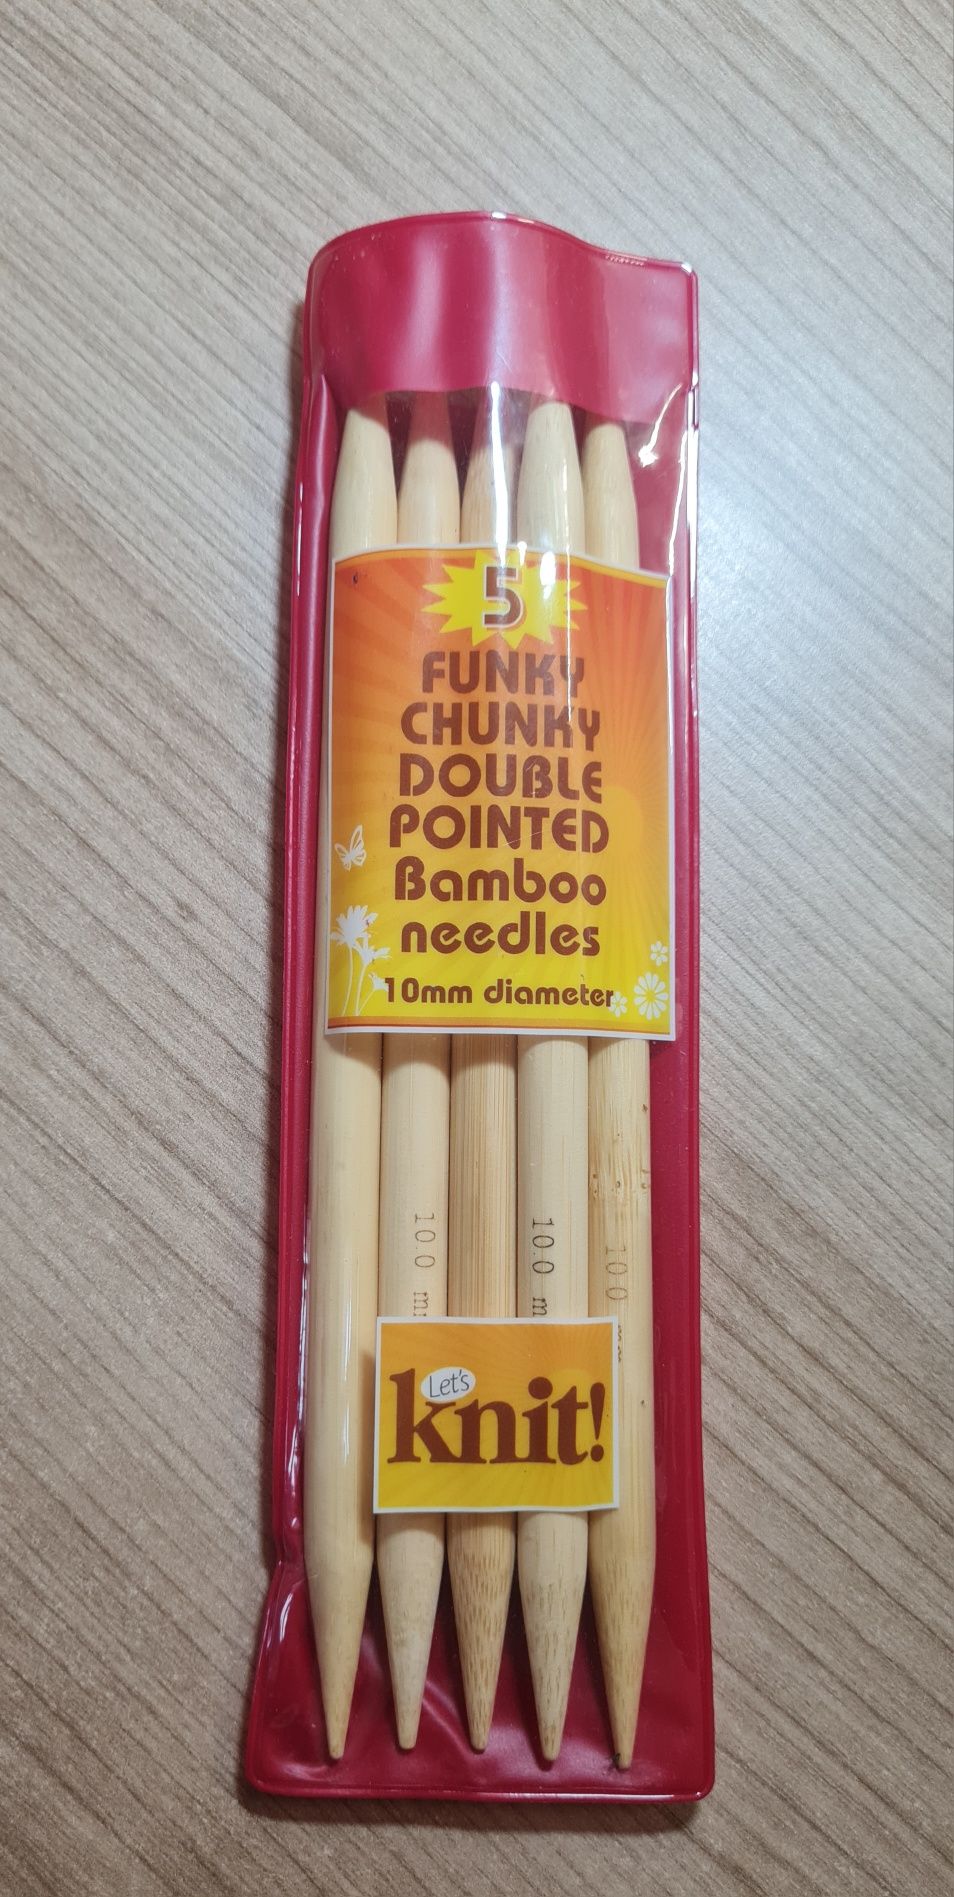 5
FUNKY
CHUNKY
DOUBLE
POINTED
Bamboo
needles
10mm diameter
10.0 m
10.0 m
10.0
Let's
knit!